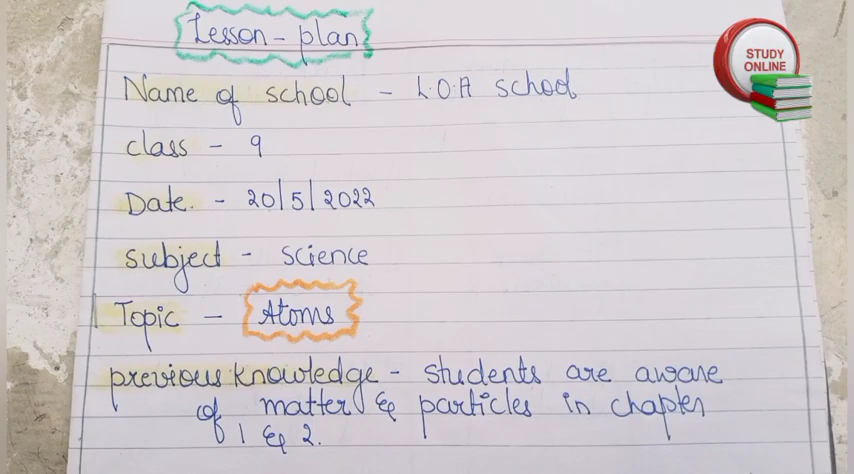 Lesson - plan
STUDY
ONLINE
Name of school - L.O.A school
class - 9
Date. - 20/5/2022
subject - science
Topic - Atoms
previous knowledge - students are aware
of matter & particles in chapter
1 & 2.